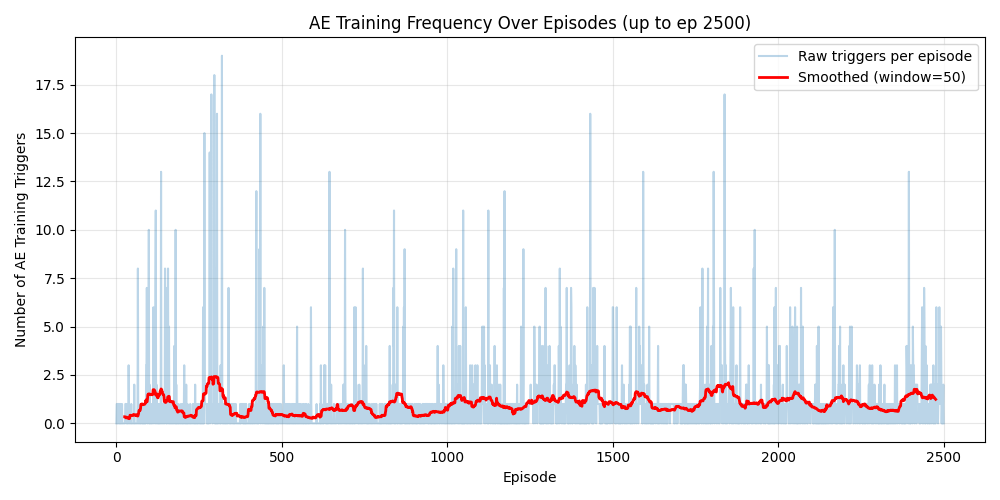 AE Training Frequency Over Episodes (up to ep 2500)
Raw triggers per episode
Smoothed (window=50)
Number of AE Training Triggers
17.5
15.0
12.5
10.0
7.5
5.0
2.5
0.0
0 500 1000 1500 2000 2500
Episode